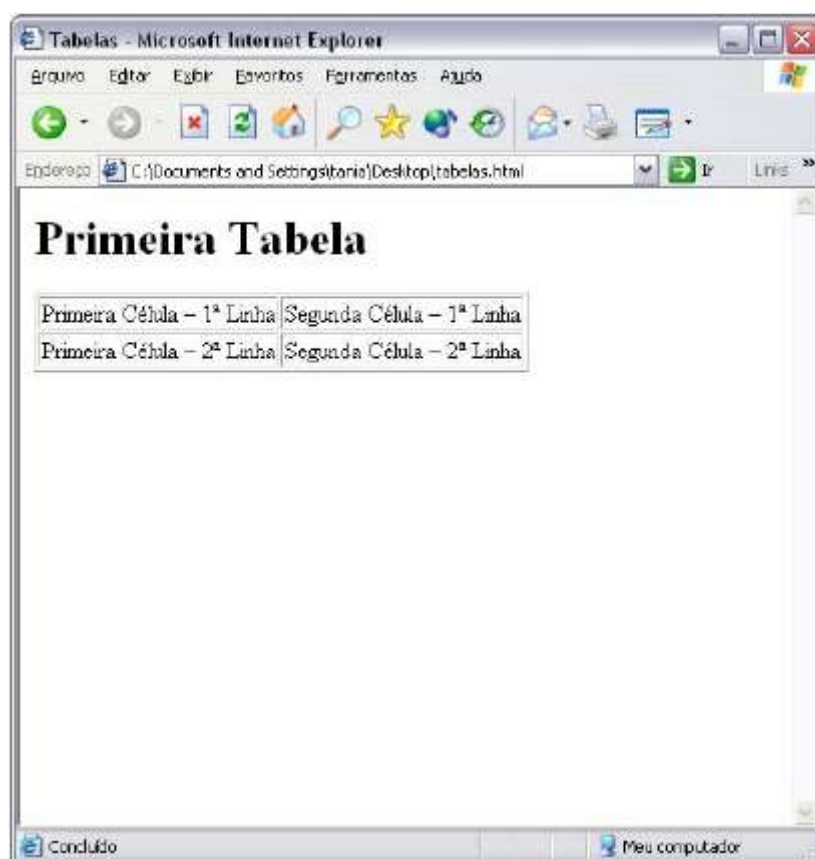 Tabelas - Microsoft Internet Explorer
Arquivo Editar Exibir Favoritos Ferramentas Ajuda
Endereço C:\Documents and Settings\tania\Desktop\tabelas.html Ir Links »
Primeira Tabela
Primeira Célula – 1ª Linha Segunda Célula – 1ª Linha
Primeira Célula – 2ª Linha Segunda Célula – 2ª Linha
Concluído Meu computador